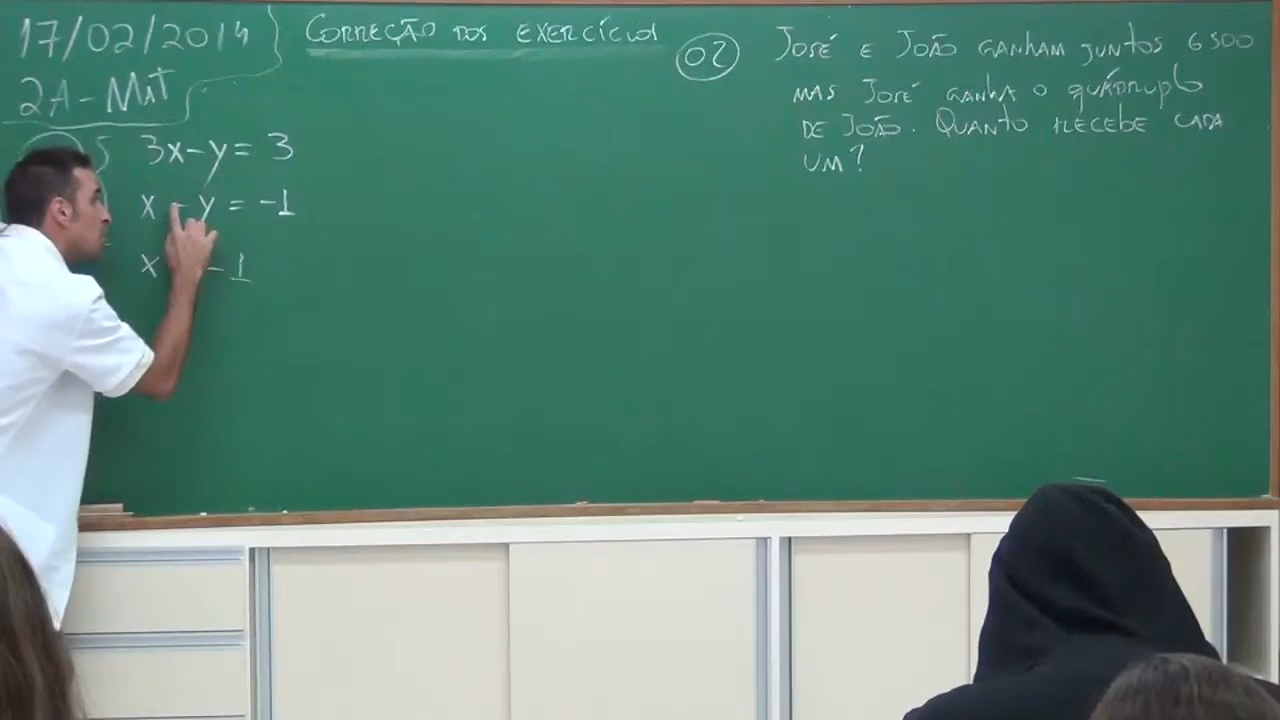 17/02/2014
CORREÇÃO DOS EXERCÍCIOS
2A-MAT
3x-y= 3
x - y = -1
x -1
02 JOSÉ E JOÃO GANHAM JUNTOS 6500
MAS JOSÉ GANHA O QUÁDRUPLO
DE JOÃO. QUANTO RECEBE CADA
UM?